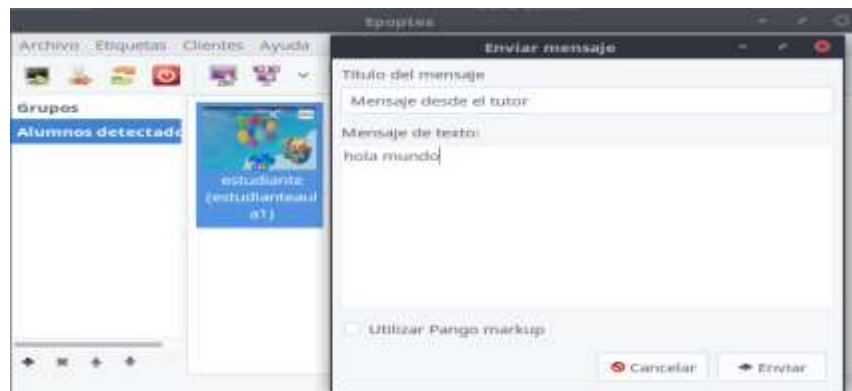 Epoptes
Archivo Etiquetas Clientes Ayuda
Grupos
Alumnos detectado
estudiante
(estudianteaul
a1)
Enviar mensaje
Título del mensaje
Mensaje desde el tutor
Mensaje de texto:
hola mundo
Utilizar Pango markup
Cancelar
Enviar